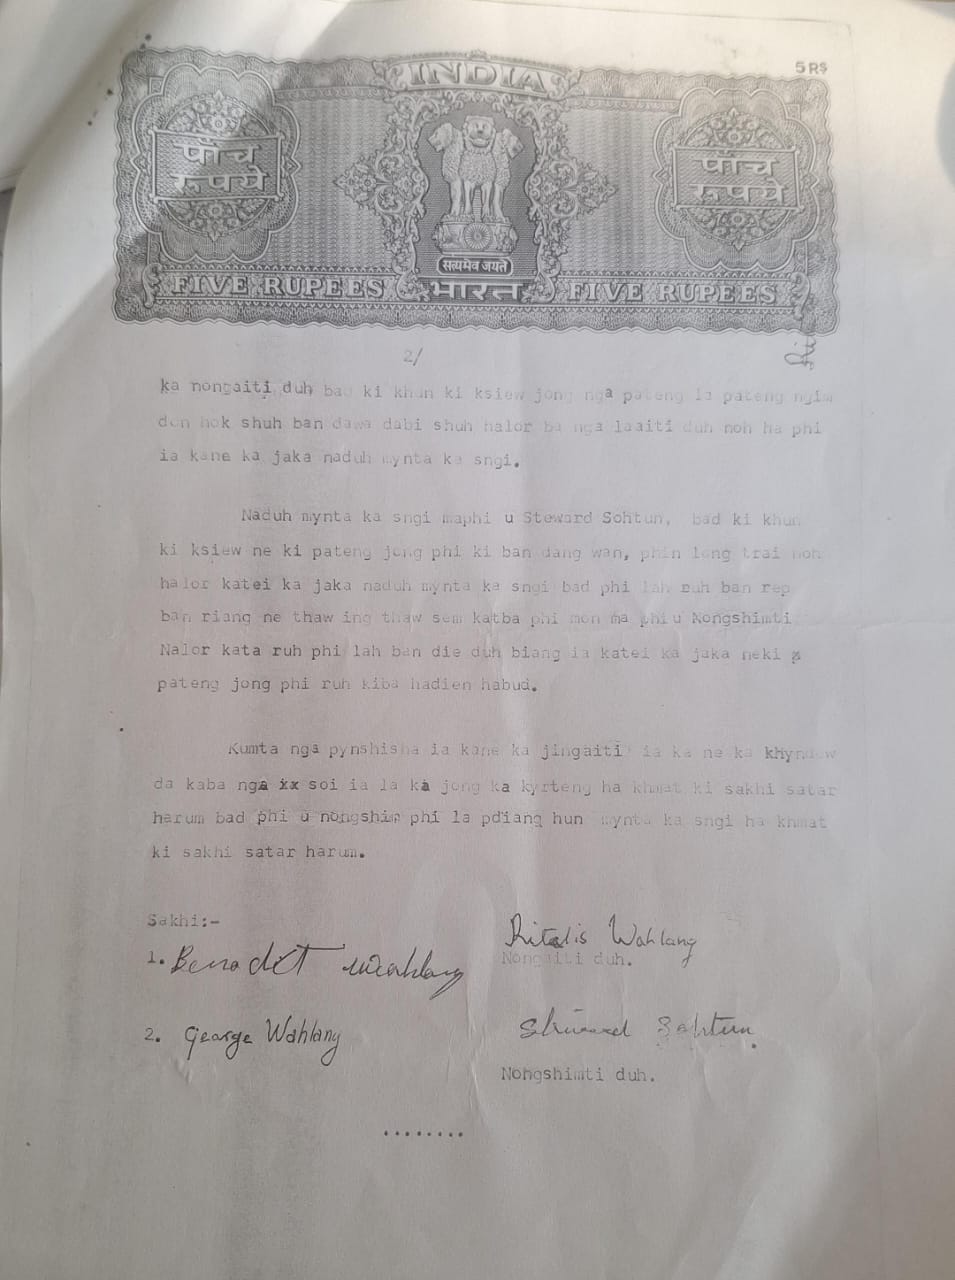 5 RS
INDIA
पाँच रुपये
पाँच रुपये
सत्यमेव जयते
FIVE RUPEES भारत FIVE RUPEES
2/
ka nongaiti duh bad ki khun ki ksiew jong nga pateng la pateng ngim
don hok shuh ban dawa dabi shuh halor ba nga laaiti duh noh ha phi
ia kane ka jaka naduh mynta ka sngi.
Naduh mynta ka sngi maphi u Steward Sohtun, bad ki khun
ki ksiew ne ki pateng jong phi ki ban dang wan, phin long trai noh
halor katei ka jaka naduh mynta ka sngi bad phi lah ruh ban rep
ban riang ne thaw ing thaw sem katba phi mon ma phi u Nongshimti
Nalor kata ruh phi lah ban die duh biang ia katei ka jaka neki
pateng jong phi ruh kiba hadien habud.
Kumta nga pynshisha ia kane ka jingaiti ia ka ne ka khyndew
da kaba nga xx soi ia la ka jong ka kyrteng ha khmat ki sakhi satar
harum bad phi u nongshim phi la pdiang hun mynta ka sngi ha khmat
ki sakhi satar harum.
Sakhi:-
1. Benadict Wahlang
Ritalis Wahlang
Nongaiti duh.
2. George Wahlang
Sohtun
Nongshimti duh.
........